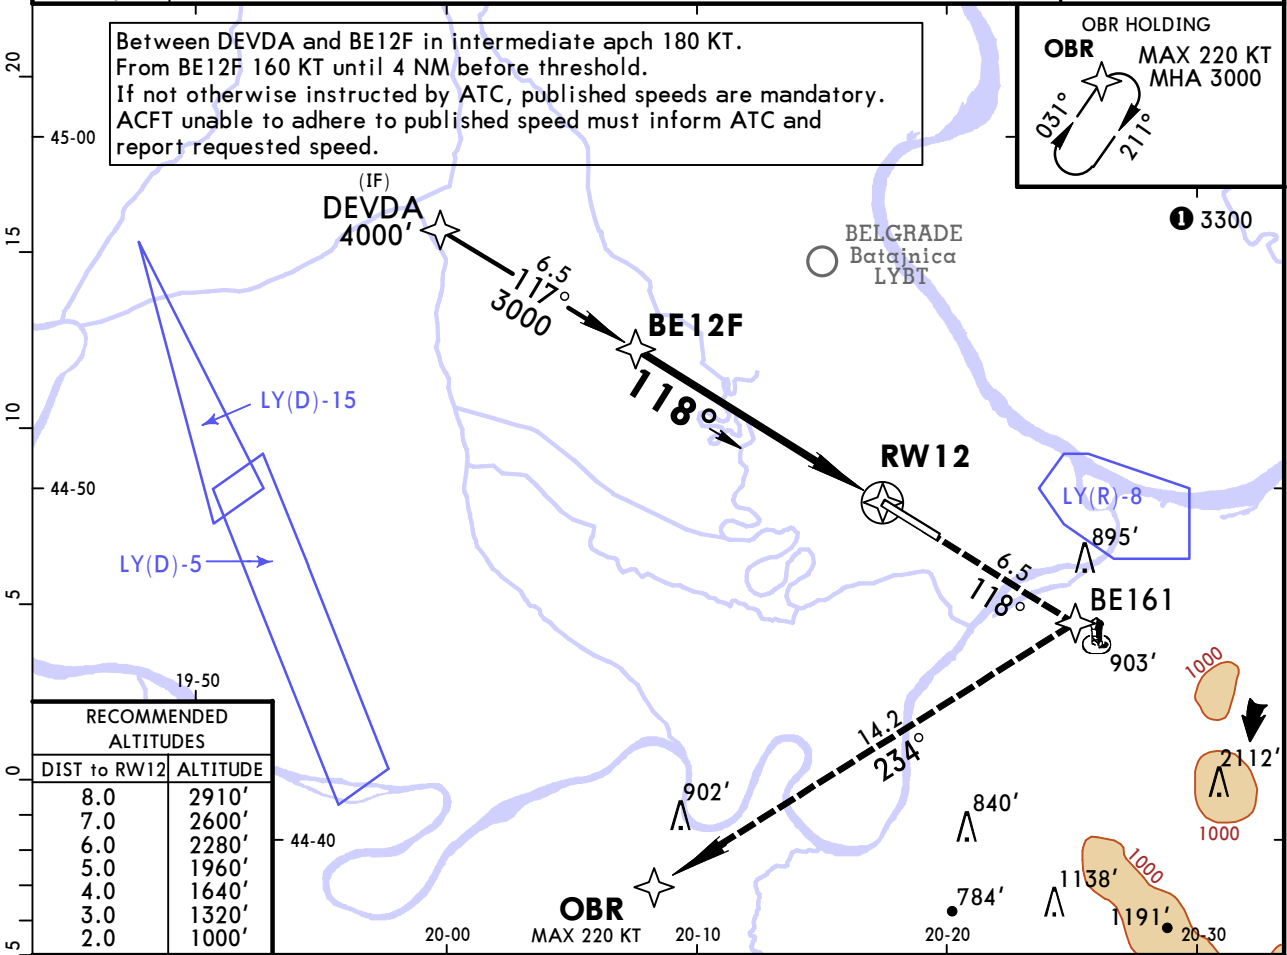 Between DEVDA and BE12F in intermediate apch 180 KT.
From BE12F 160 KT until 4 NM before threshold.
If not otherwise instructed by ATC, published speeds are mandatory.
ACFT unable to adhere to published speed must inform ATC and
report requested speed.
OBR HOLDING
OBR
MAX 220 KT
MHA 3000
031°
211°
1 3300
20
45-00
15
10
44-50
5
0
5
(IF)
DEVDA
4000'
6.5
117°
3000
BELGRADE
Batajnica
LYBT
BE12F
118°
LY(D)-15
RW12
LY(R)-8
895'
LY(D)-5
6.5
118°
BE161
903'
1000
19-50
14.2
234°
2112'
1000
902'
840'
44-40
1000
1138'
784'
1191'
OBR
MAX 220 KT
20-00
20-10
20-20
20-30
RECOMMENDED
ALTITUDES
DIST to RW12 ALTITUDE
8.0 2910'
7.0 2600'
6.0 2280'
5.0 1960'
4.0 1640'
3.0 1320'
2.0 1000'